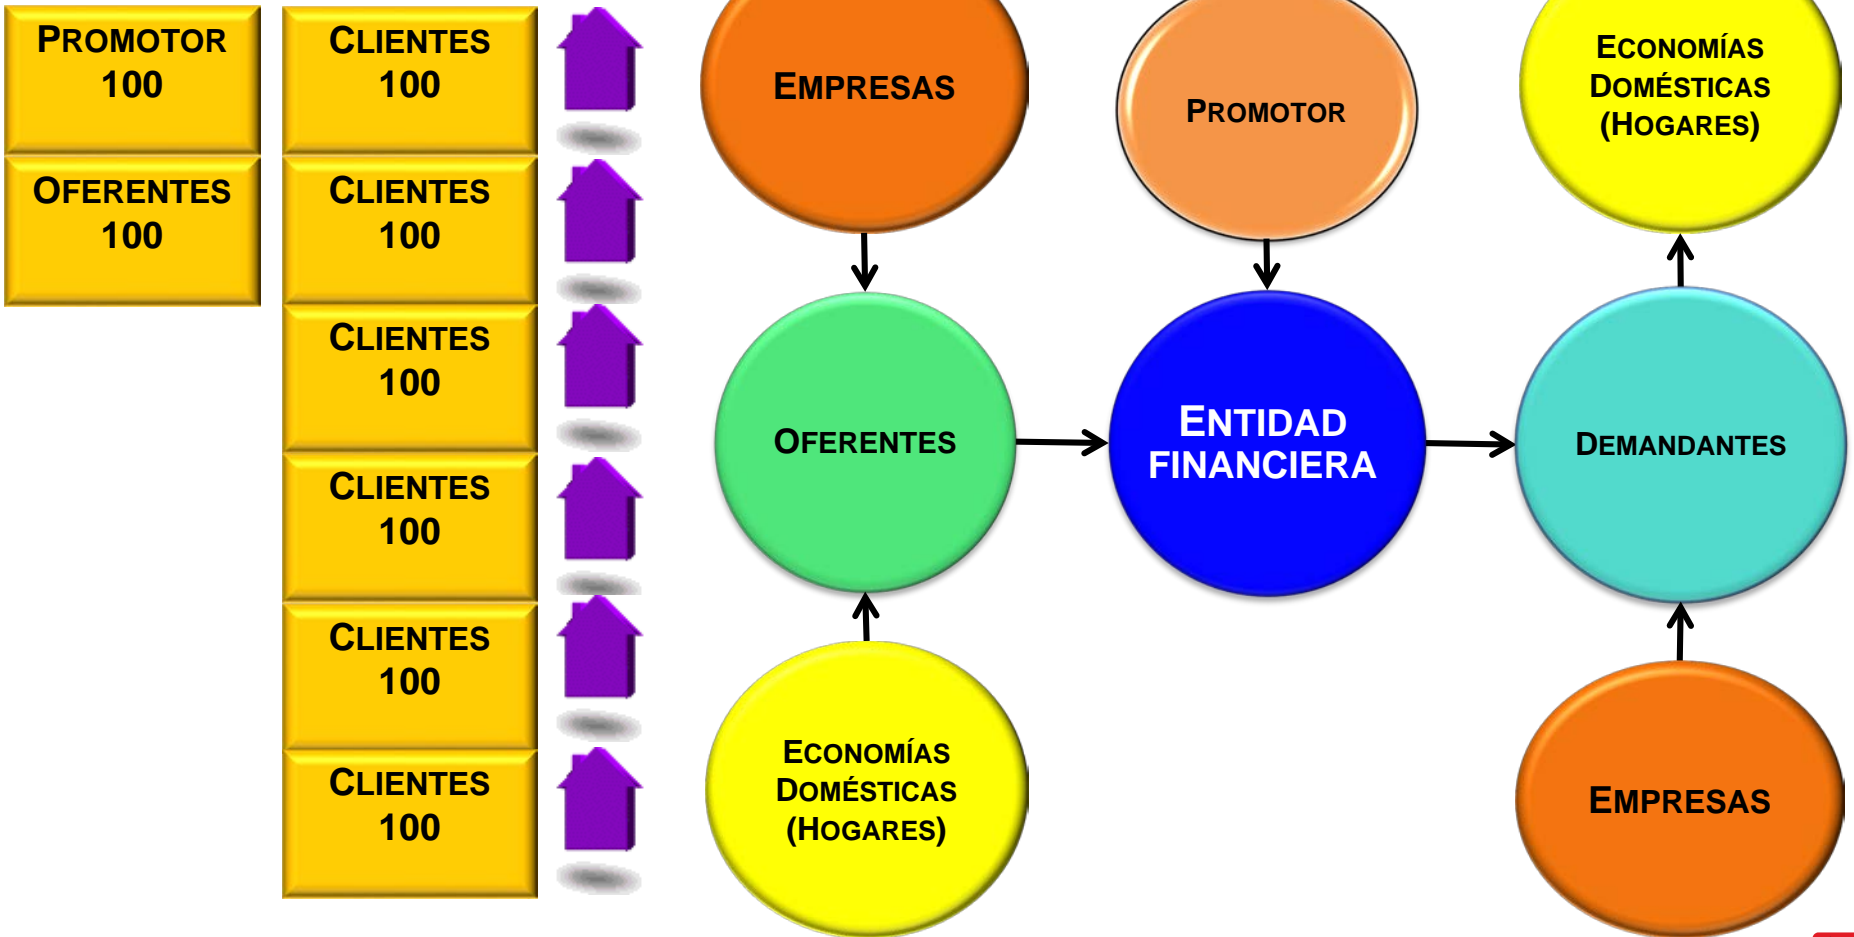 PROMOTOR
100
OFERENTES
100
CLIENTES
100
CLIENTES
100
CLIENTES
100
CLIENTES
100
CLIENTES
100
CLIENTES
100
EMPRESAS
PROMOTOR
ECONOMÍAS
DOMÉSTICAS
(HOGARES)
OFERENTES
ENTIDAD
FINANCIERA
DEMANDANTES
ECONOMÍAS
DOMÉSTICAS
(HOGARES)
EMPRESAS